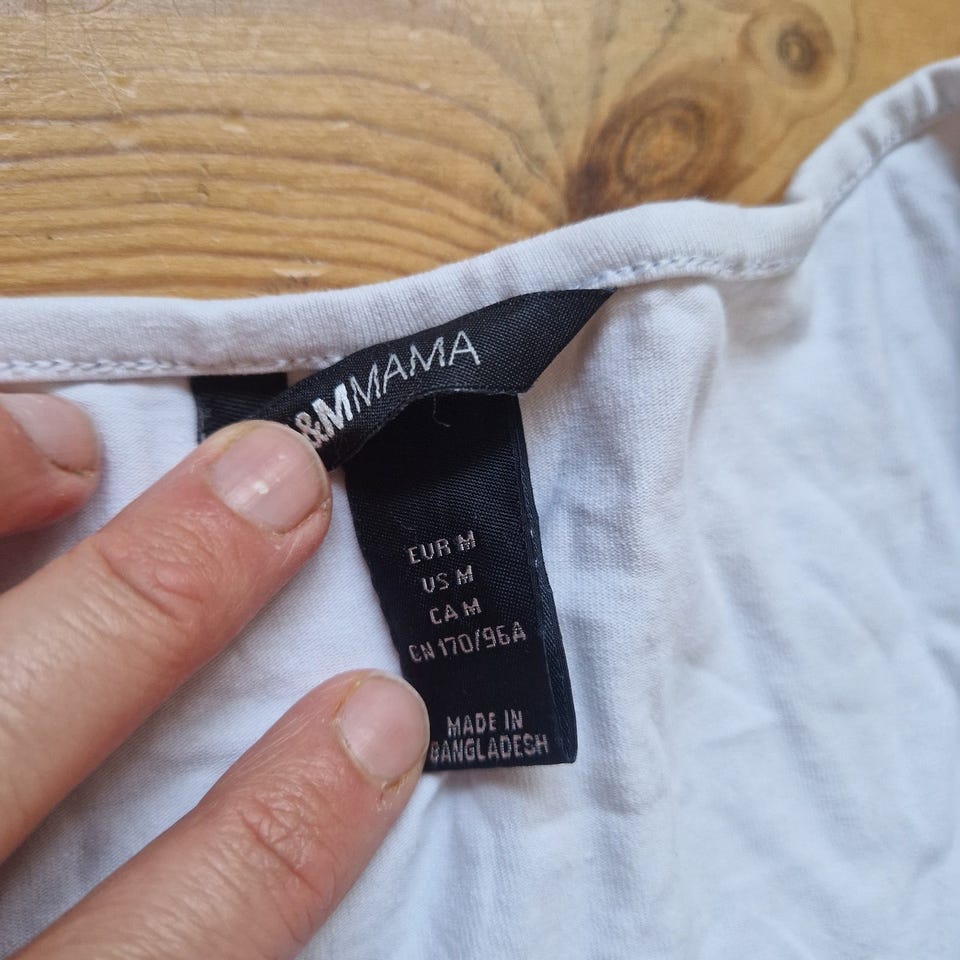 &MMAMA
EUR M
US M
CA M
CN 170/96A
MADE IN
BANGLADESH